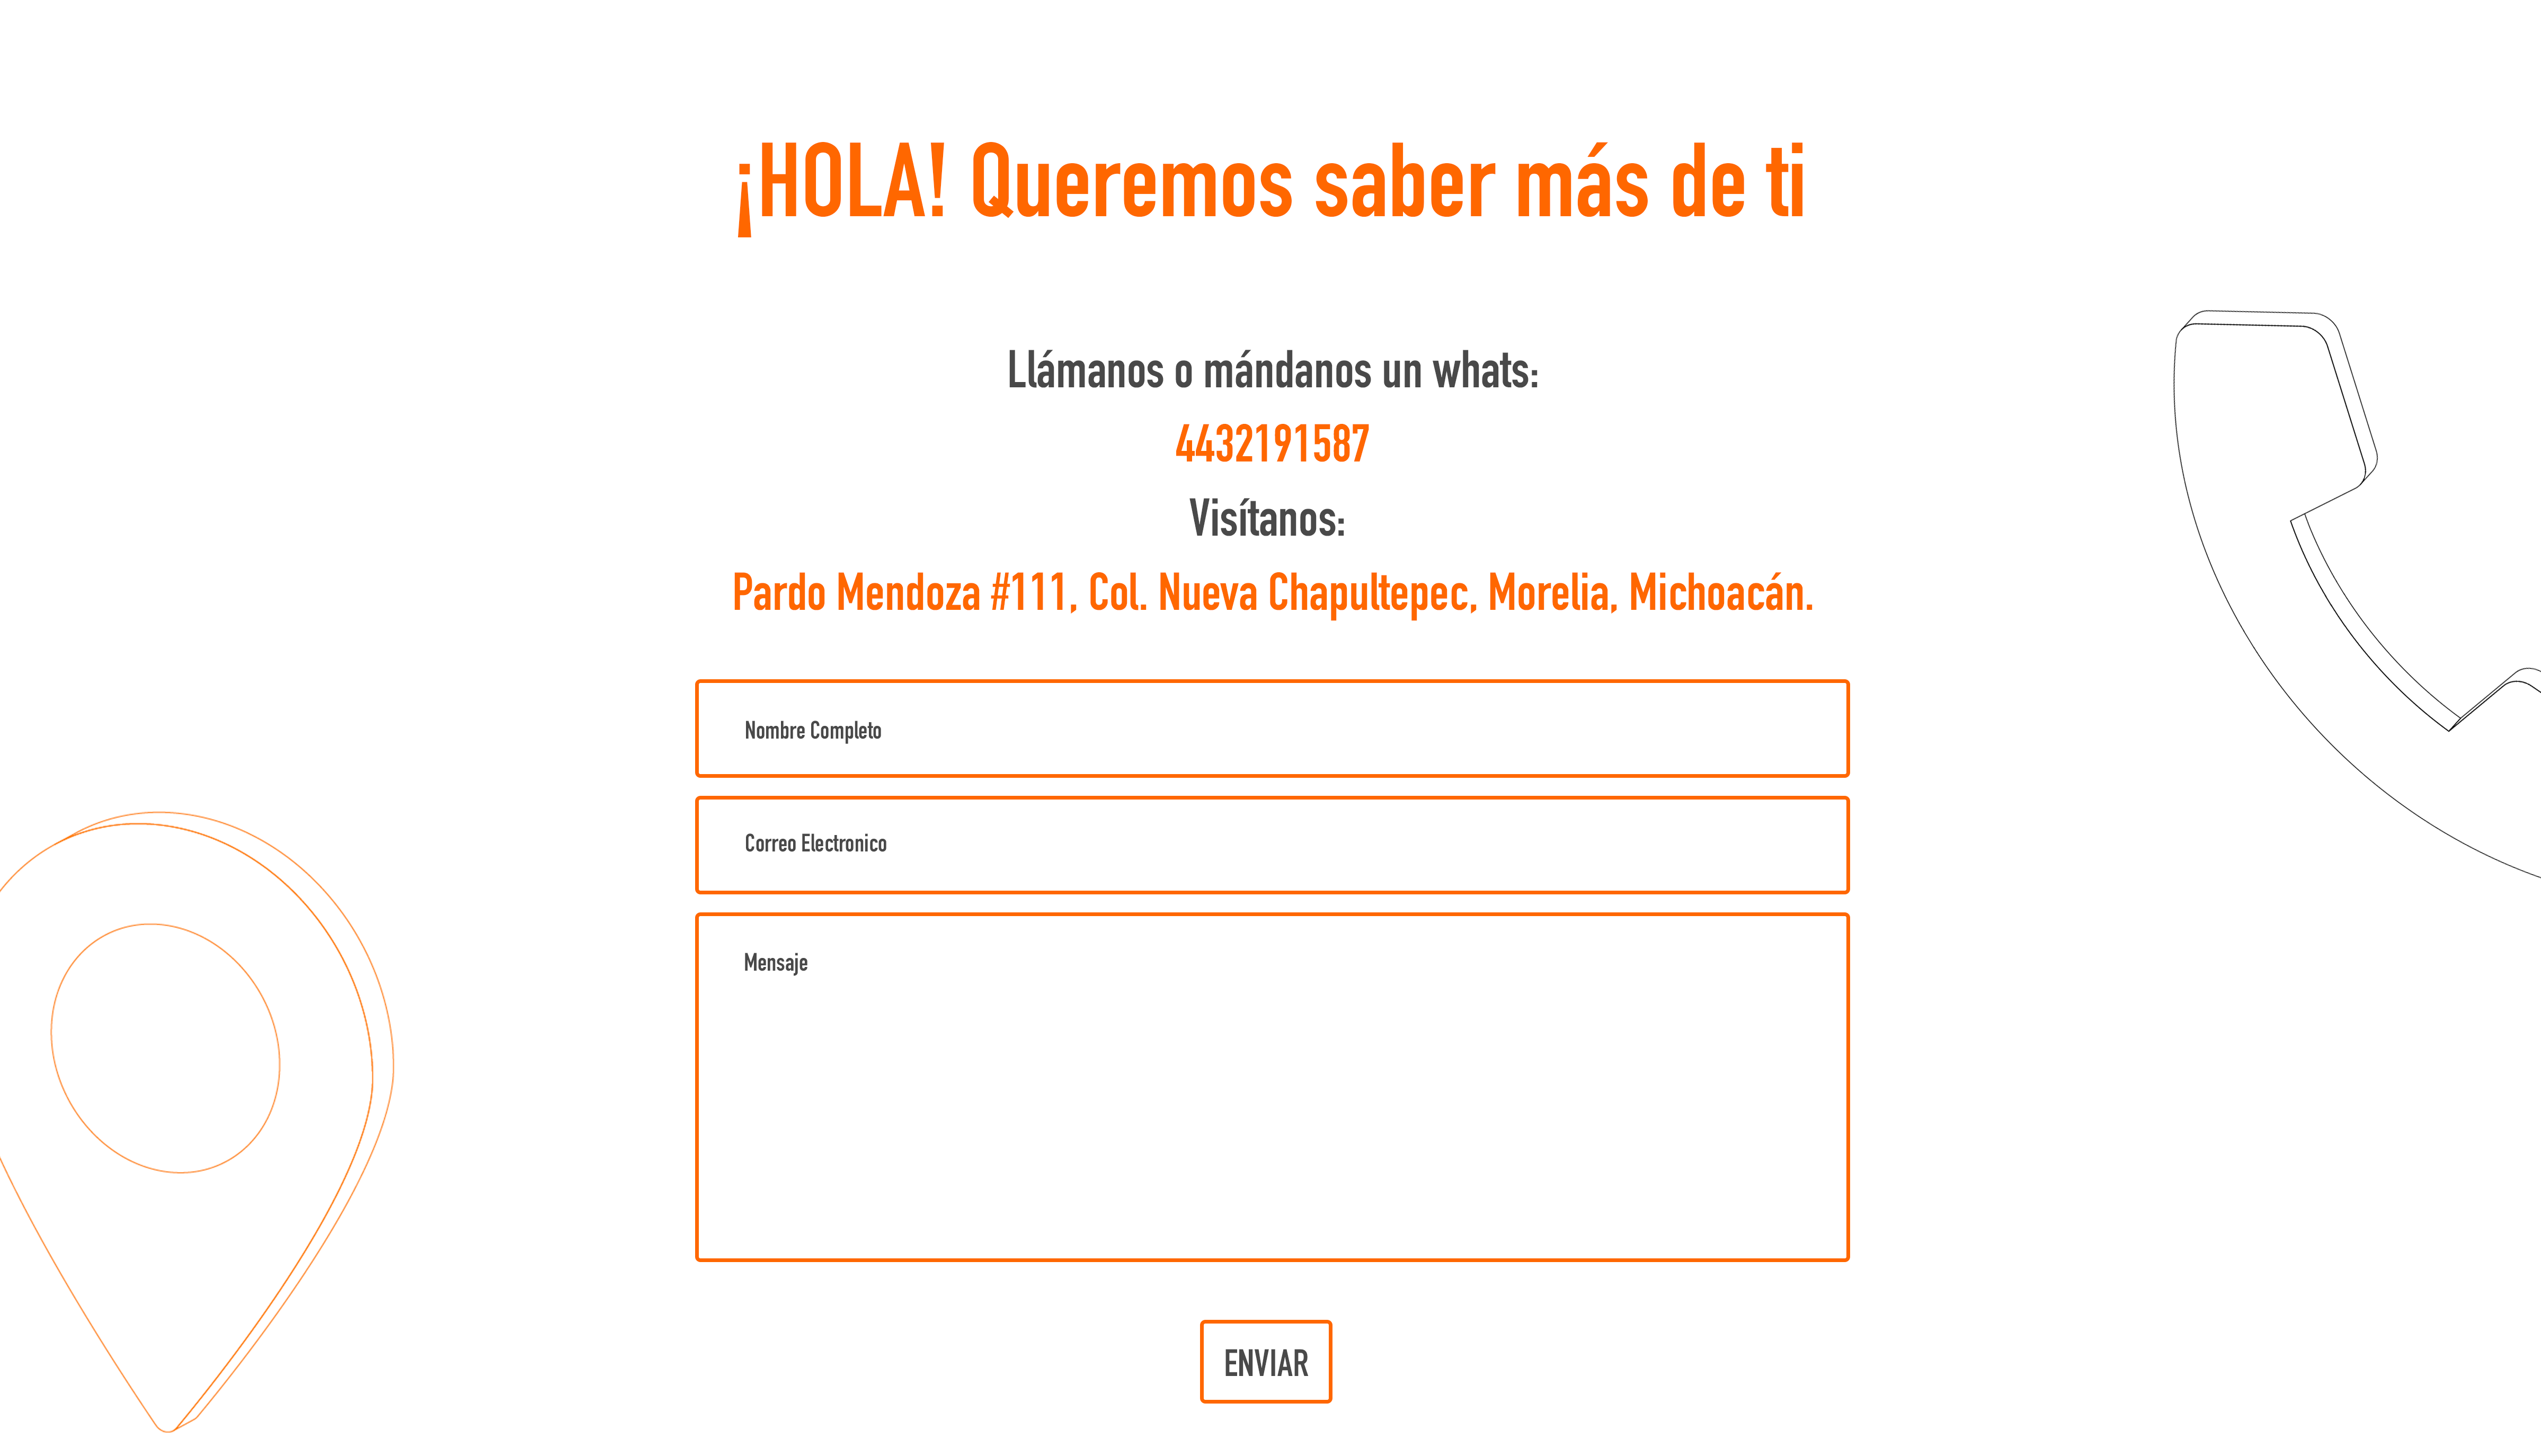 ¡HOLA! Queremos saber más de ti
Llámanos o mándanos un whats:
4432191587
Visítanos:
Pardo Mendoza #111, Col. Nueva Chapultepec, Morelia, Michoacán.
Nombre Completo
Correo Electronico
Mensaje
ENVIAR